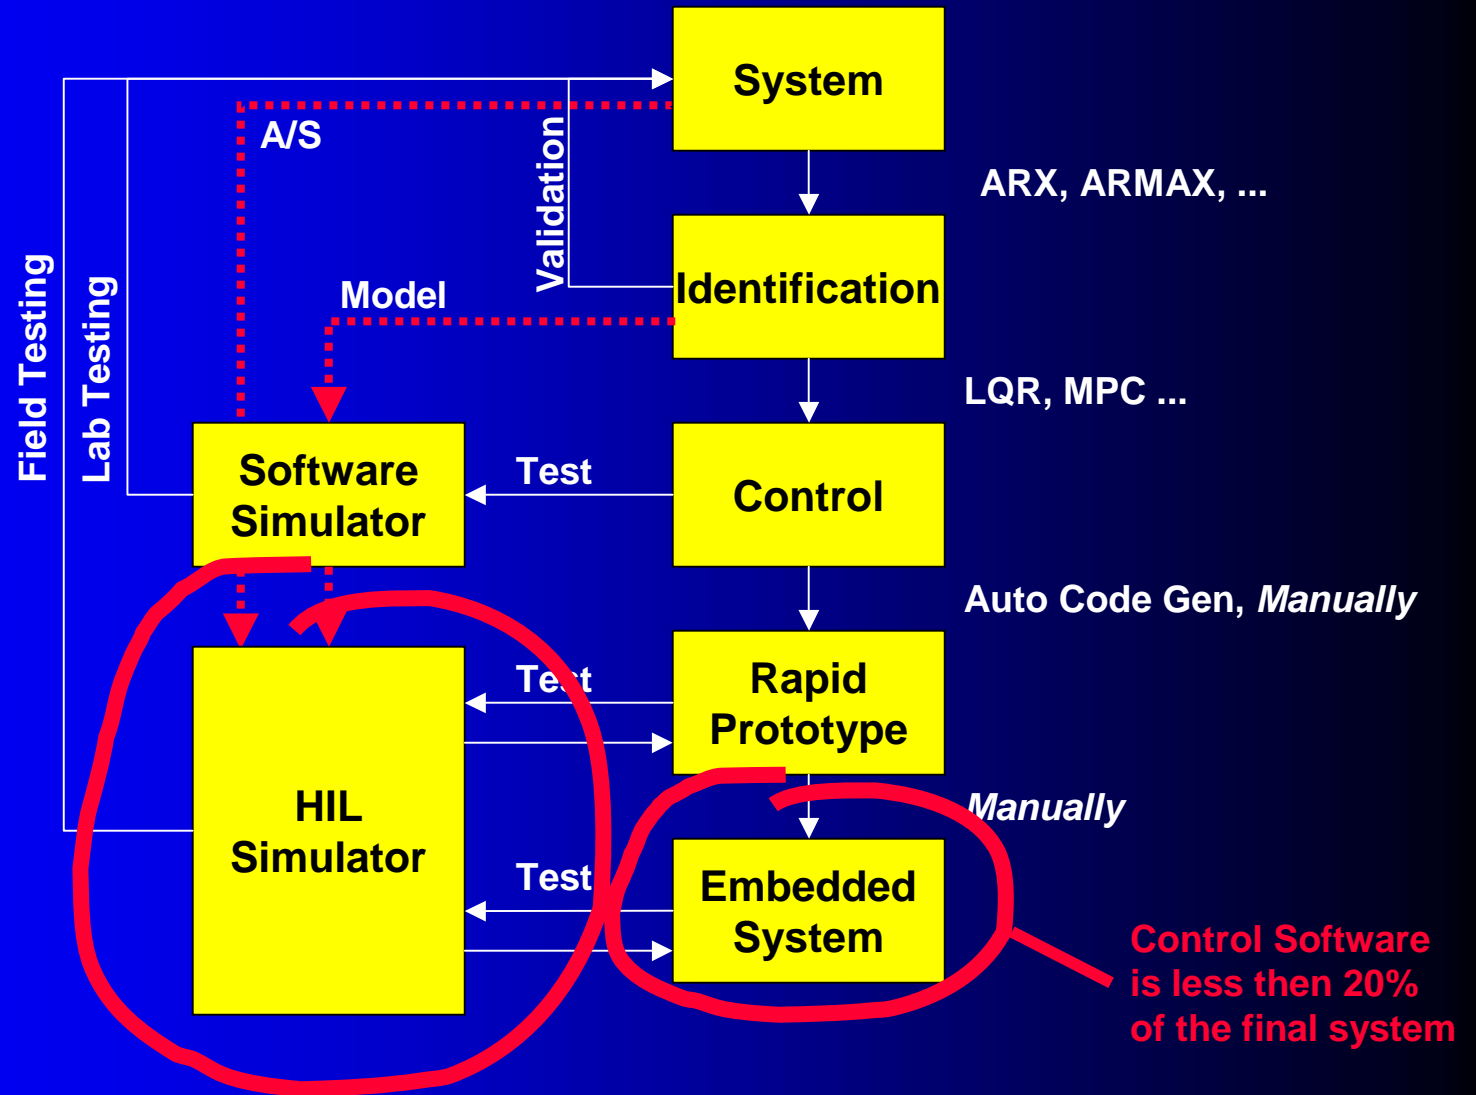 System
A/S
Validation
ARX, ARMAX, ...
Identification
Model
Field Testing
Lab Testing
LQR, MPC ...
Software
Simulator
Test
Control
Auto Code Gen, Manually
Test
Rapid
Prototype
HIL
Simulator
Manually
Test
Embedded
System
Control Software
is less then 20%
of the final system